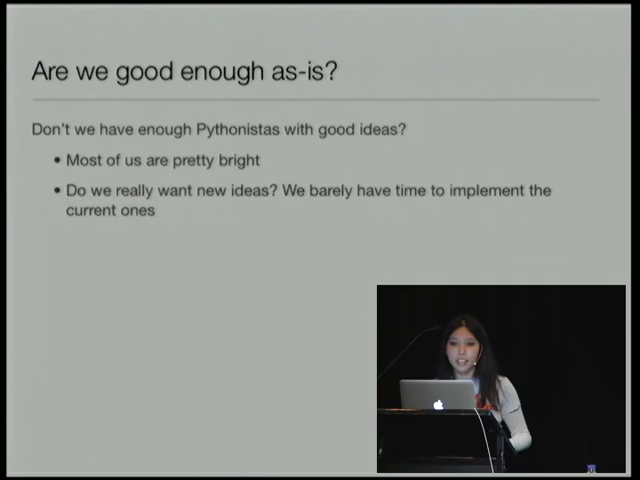 Are we good enough as-is?
Don't we have enough Pythonistas with good ideas?
• Most of us are pretty bright
• Do we really want new ideas? We barely have time to implement the
current ones